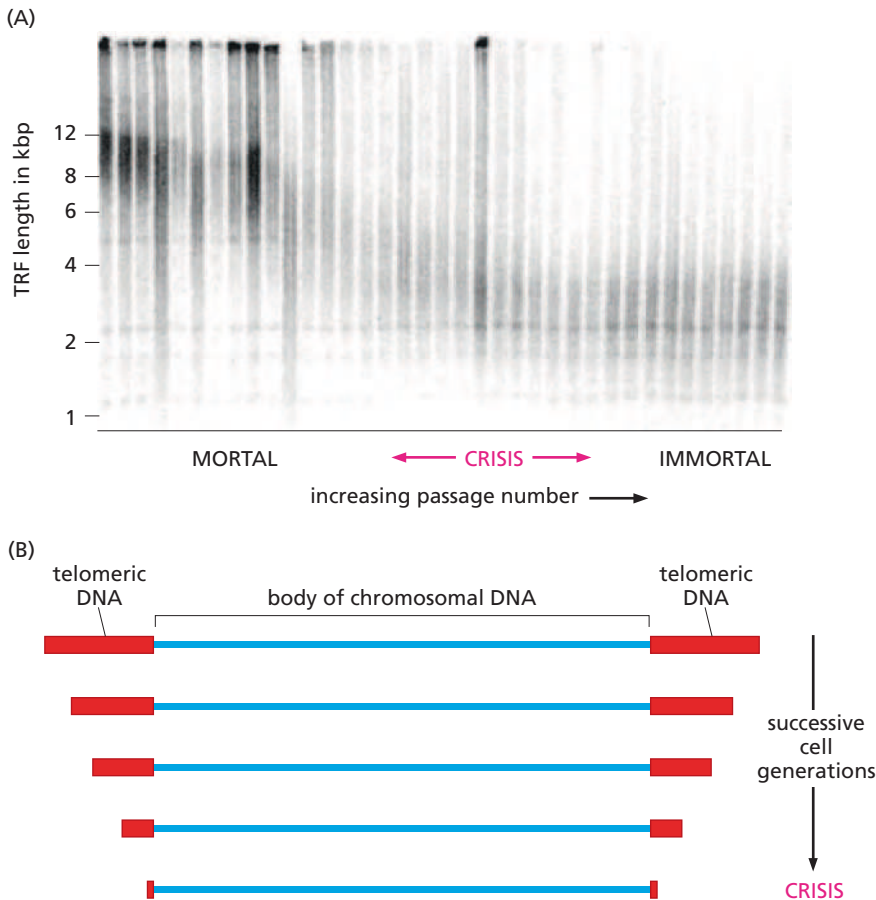 (A)
TRF length in kbp
12
8
6
4
2
1
MORTAL
CRISIS
IMMORTAL
increasing passage number
(B)
telomeric
DNA
body of chromosomal DNA
telomeric
DNA
successive
cell
generations
CRISIS